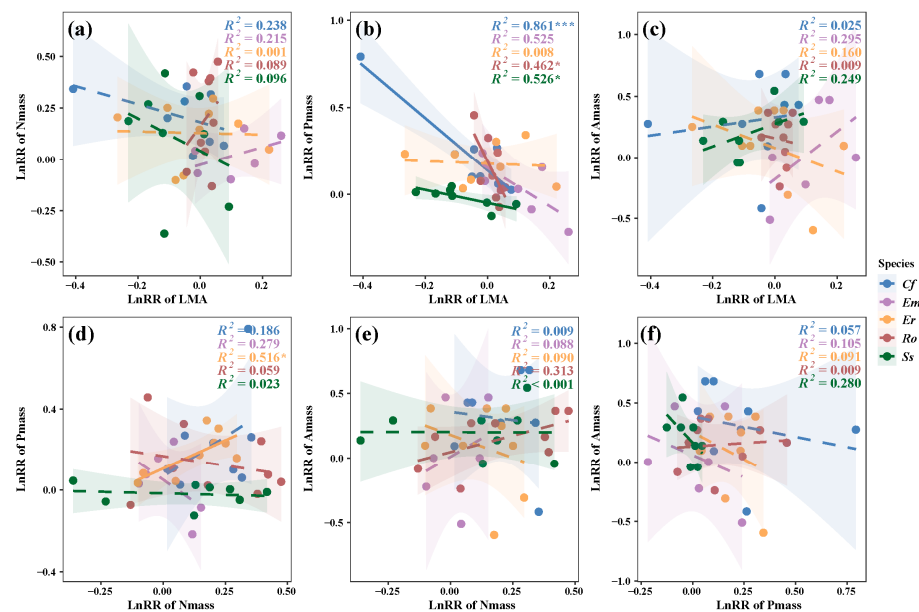 (a)
R² = 0.238
R² = 0.215
R² = 0.001
R² = 0.089
R² = 0.096
0.50
0.25
0.00
−0.25
−0.50
LnRR of Nmass
−0.4 −0.2 0.0 0.2
LnRR of LMA
(b)
R² = 0.861***
R² = 0.525
R² = 0.008
R² = 0.462*
R² = 0.526*
1.0
0.5
0.0
LnRR of Pmass
−0.4 −0.2 0.0 0.2
LnRR of LMA
(c)
R² = 0.025
R² = 0.295
R² = 0.160
R² = 0.009
R² = 0.249
1.0
0.5
0.0
−0.5
LnRR of Amass
−0.4 −0.2 0.0 0.2
LnRR of LMA
Species
Cf
Em
Er
Ro
Ss
(d)
R² = 0.186
R² = 0.279
R² = 0.516*
R² = 0.059
R² = 0.023
0.8
0.4
0.0
−0.4
LnRR of Pmass
−0.25 0.00 0.25 0.50
LnRR of Nmass
(e)
R² = 0.009
R² = 0.088
R² = 0.090
R² = 0.313
R² < 0.001
1.0
0.5
0.0
−0.5
LnRR of Amass
−0.25 0.00 0.25 0.50
LnRR of Nmass
(f)
R² = 0.057
R² = 0.105
R² = 0.091
R² = 0.009
R² = 0.280
1.0
0.5
0.0
−0.5
−1.0
LnRR of Amass
−0.25 0.00 0.25 0.50 0.75
LnRR of Pmass